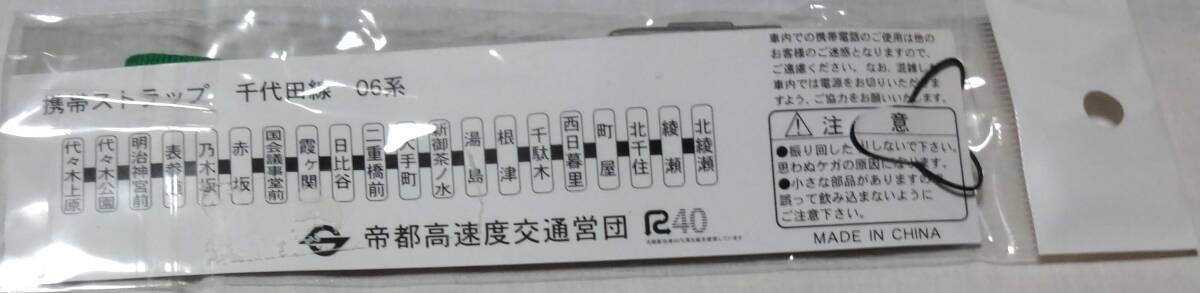 携帯ストラップ 千代田線 06系
代々木上原
代々木公園
明治神宮前
表参道
乃木坂
赤坂
国会議事堂前
霞ヶ関
日比谷
二重橋前
大手町
新御茶ノ水
湯島
根津
千駄木
西日暮里
町屋
北千住
綾瀬
北綾瀬
帝都高速度交通営団
R40
車内での携帯電話のご使用は他の
お客様のご迷惑となりますので、
ご遠慮ください。なお、混雑した
車内では電源をお切りいただきま
すよう、ご協力をお願いいたします。
注意
●振り回したりしないで下さい。
思わぬケガの原因になります。
●小さな部品がありますので
誤って飲み込まないように
ご注意下さい。
MADE IN CHINA